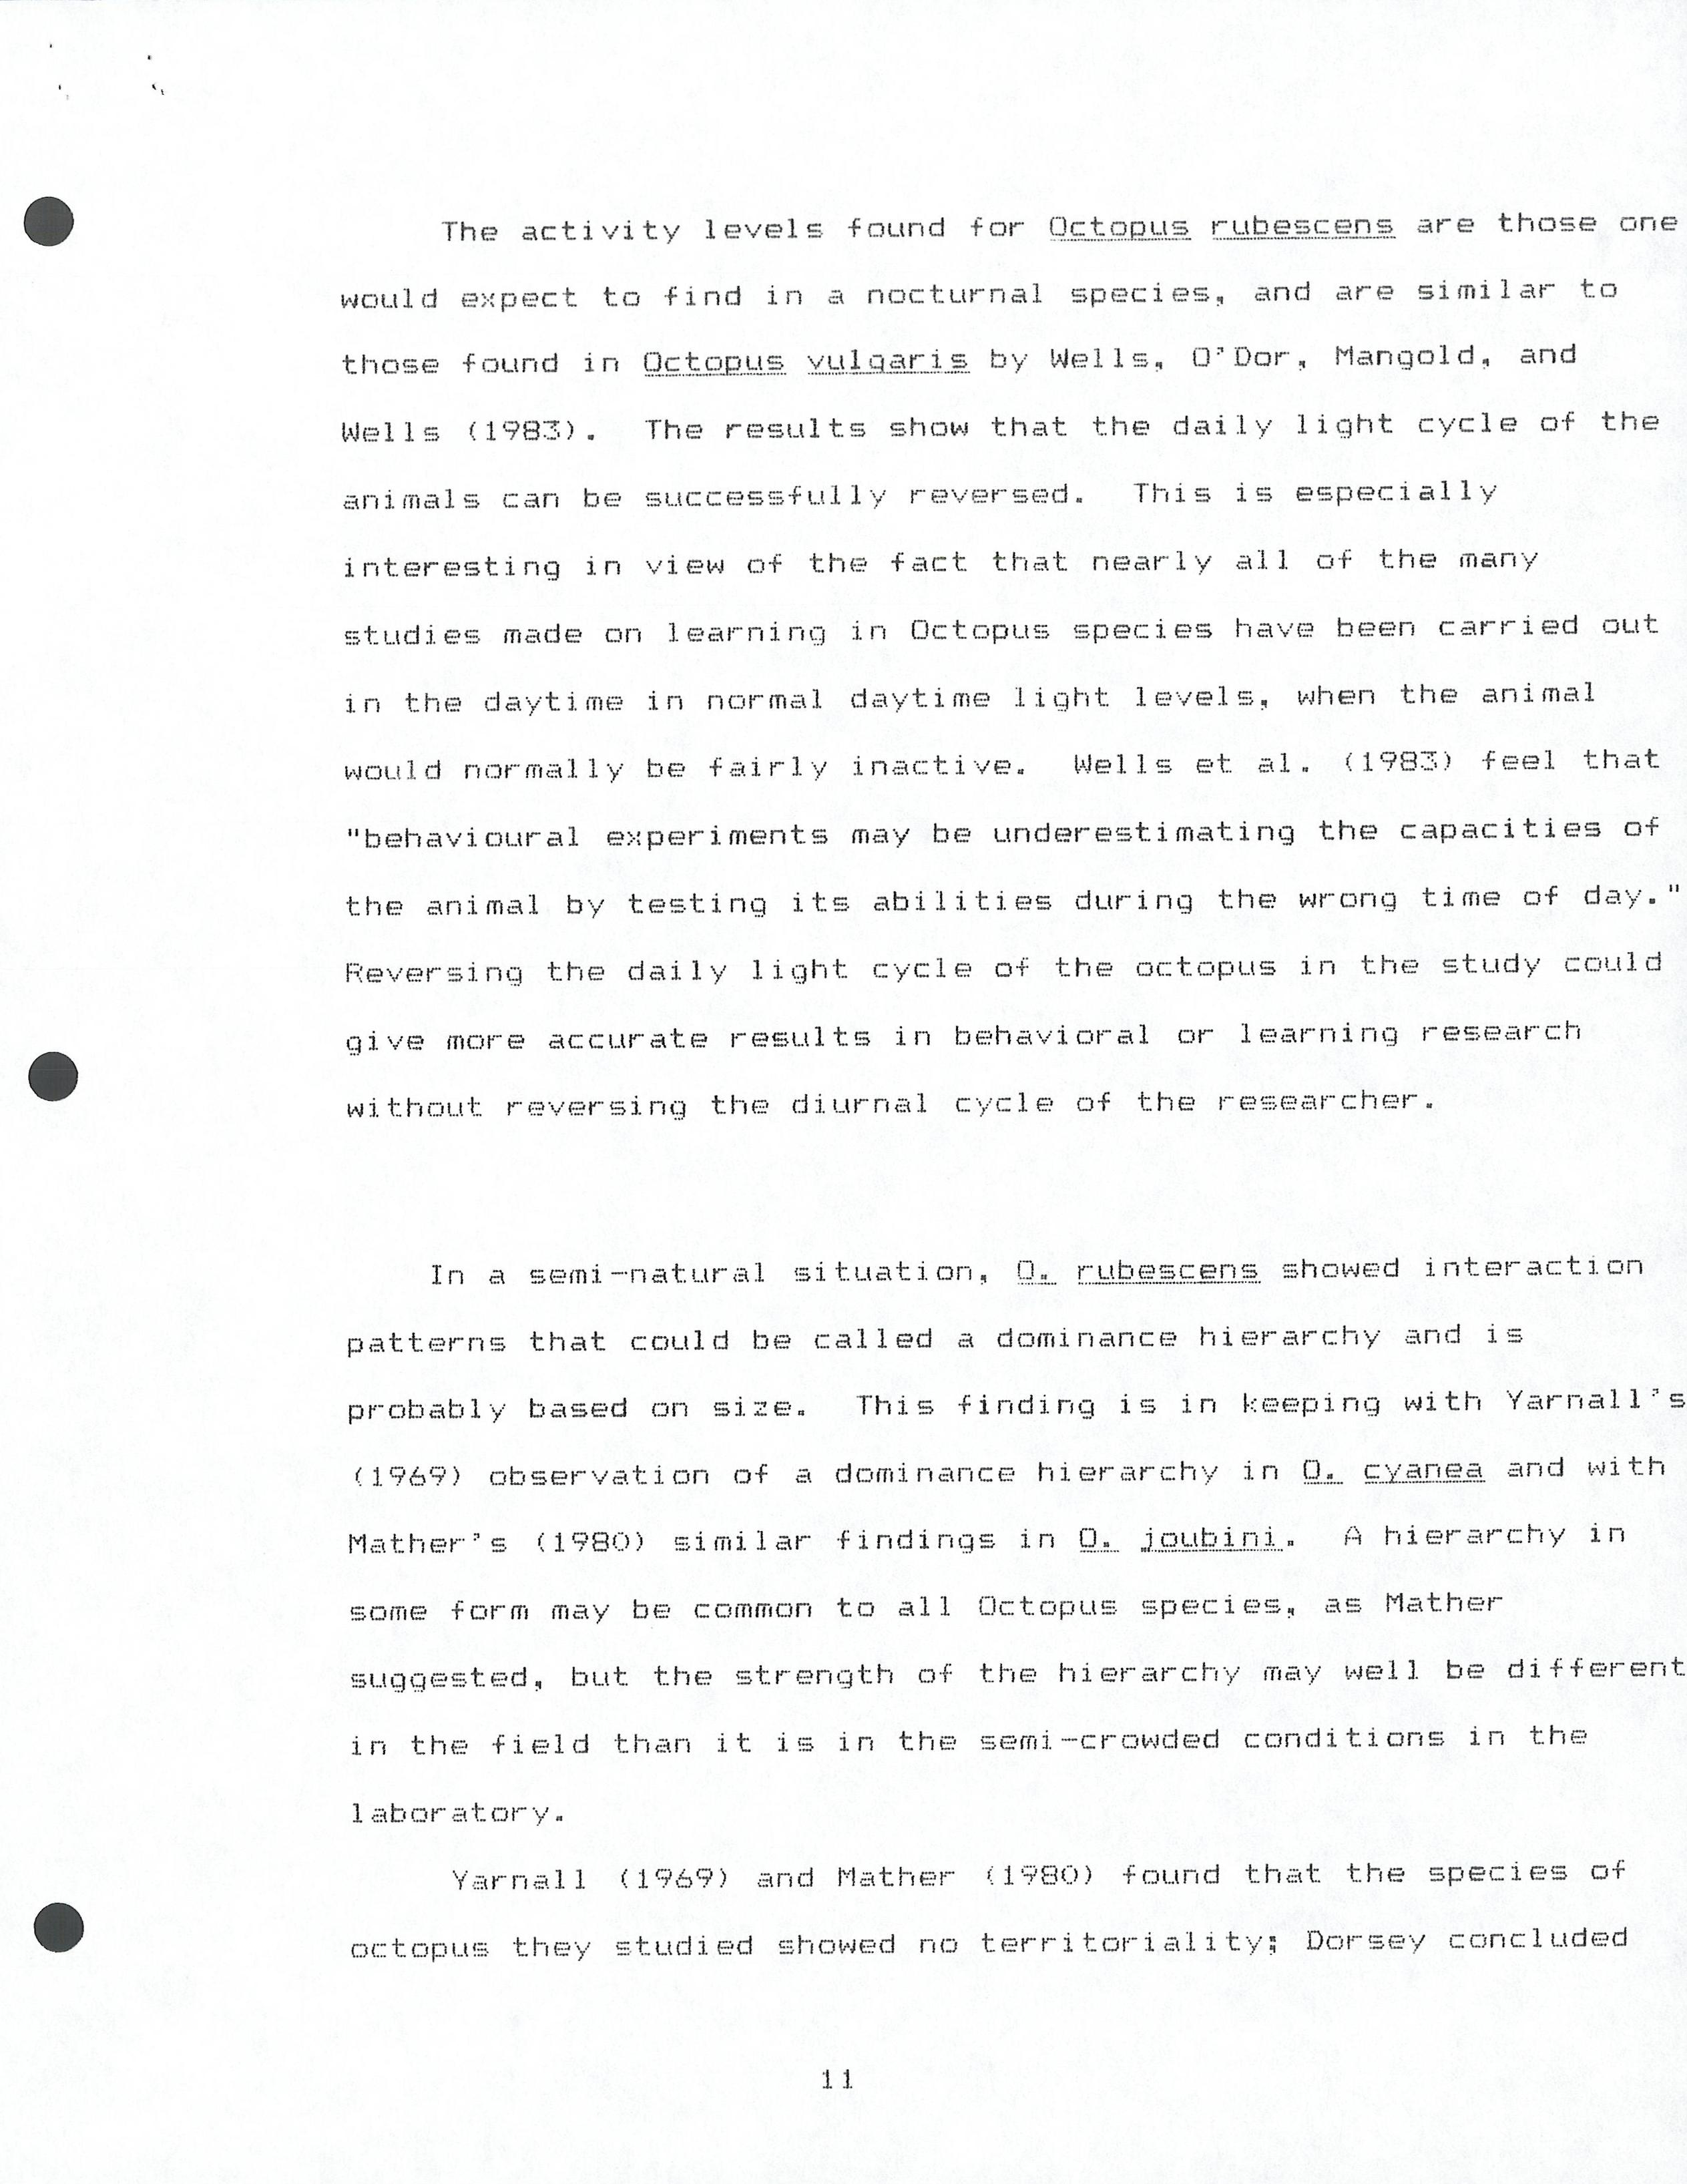 The activity levels found for Octopus rubescens are those one
would expect to find in a nocturnal species, and are similar to
those found in Octopus vulgaris by Wells, O'Dor, Mangold, and
Wells (1983).  The results show that the daily light cycle of the
animals can be successfully reversed.  This is especially
interesting in view of the fact that nearly all of the many
studies made on learning in Octopus species have been carried out
in the daytime in normal daytime light levels, when the animal
would normally be fairly inactive.  Wells et al. (1983) feel that
"behavioural experiments may be underestimating the capacities of
the animal by testing its abilities during the wrong time of day."
Reversing the daily light cycle of the octopus in the study could
give more accurate results in behavioral or learning research
without reversing the diurnal cycle of the researcher.
In a semi-natural situation, O. rubescens showed interaction
patterns that could be called a dominance hierarchy and is
probably based on size.  This finding is in keeping with Yarnall's
(1969) observation of a dominance hierarchy in O. cyanea and with
Mather's (1980) similar findings in O. joubini.  A hierarchy in
some form may be common to all Octopus species, as Mather
suggested, but the strength of the hierarchy may well be different
in the field than it is in the semi-crowded conditions in the
laboratory.
Yarnall (1969) and Mather (1980) found that the species of
octopus they studied showed no territoriality; Dorsey concluded
11